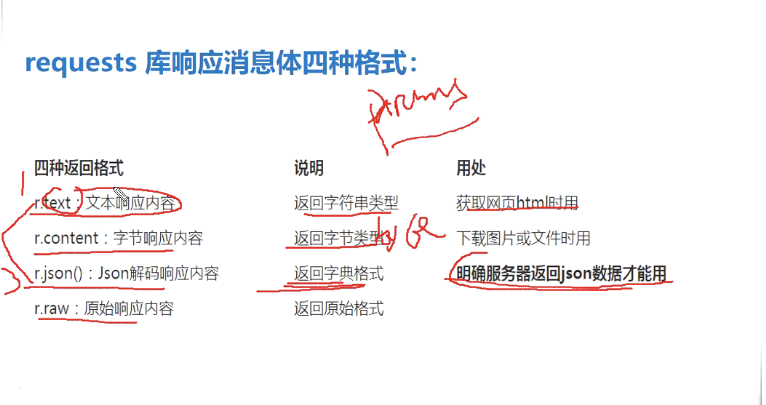 requests 库响应消息体四种格式：
params
四种返回格式 说明 用处
r.text：文本响应内容 返回字符串类型 获取网页html时用
r.content：字节响应内容 返回字节类型 下载图片或文件时用
r.json()：Json解码响应内容 返回字典格式 明确服务器返回json数据才能用
r.raw：原始响应内容 返回原始格式